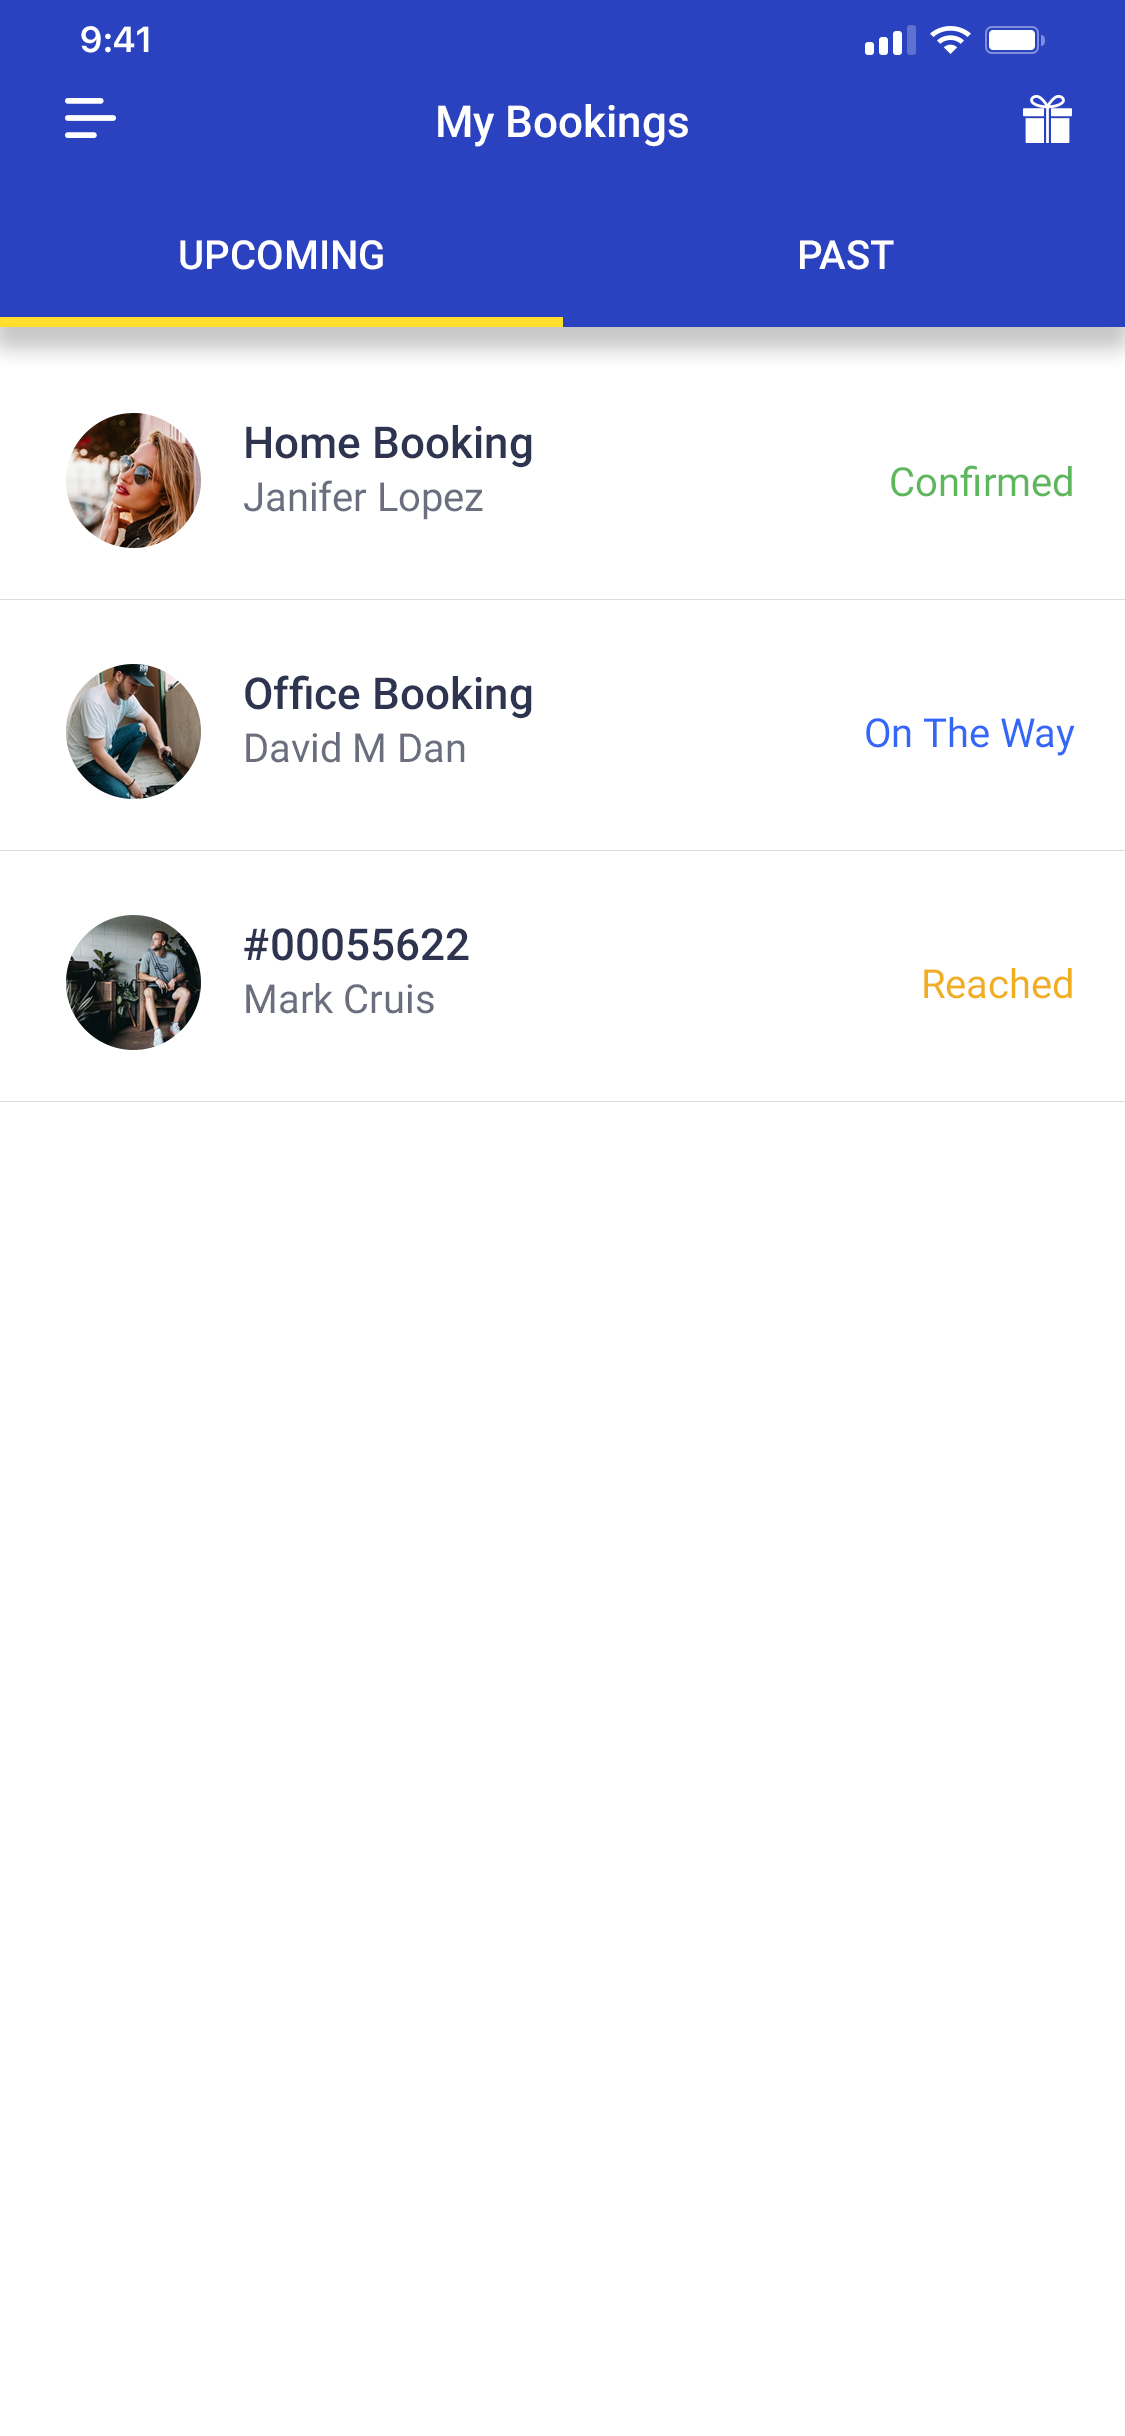 9:41
My Bookings
UPCOMING
PAST
Home Booking
Janifer Lopez
Confirmed
Office Booking
David M Dan
On The Way
#00055622
Mark Cruis
Reached